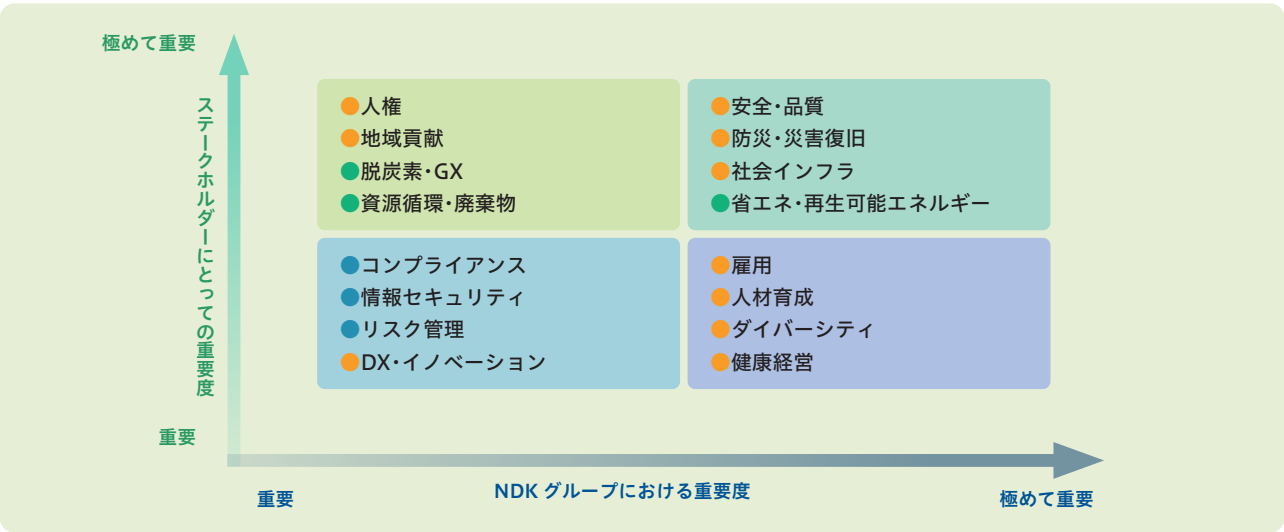 極めて重要
ステークホルダーにとっての重要度
重要
●人権
●地域貢献
●脱炭素・GX
●資源循環・廃棄物
●安全・品質
●防災・災害復旧
●社会インフラ
●省エネ・再生可能エネルギー
●コンプライアンス
●情報セキュリティ
●リスク管理
●DX・イノベーション
●雇用
●人材育成
●ダイバーシティ
●健康経営
重要
NDK グループにおける重要度
極めて重要